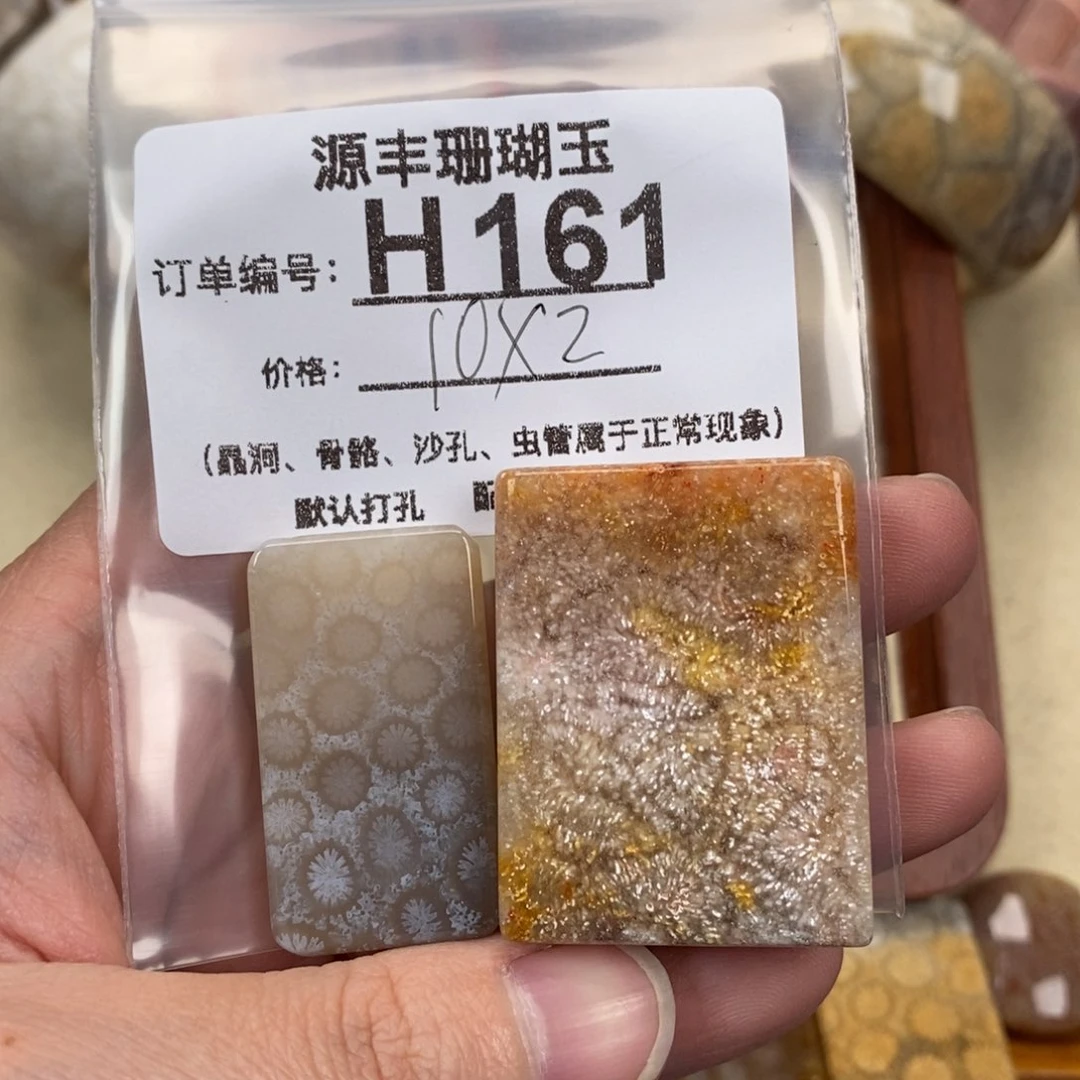 源丰珊瑚玉
订单编号：H161
价格：10X2
（晶洞、骨骼、沙孔、虫管属于正常现象）
默认打孔